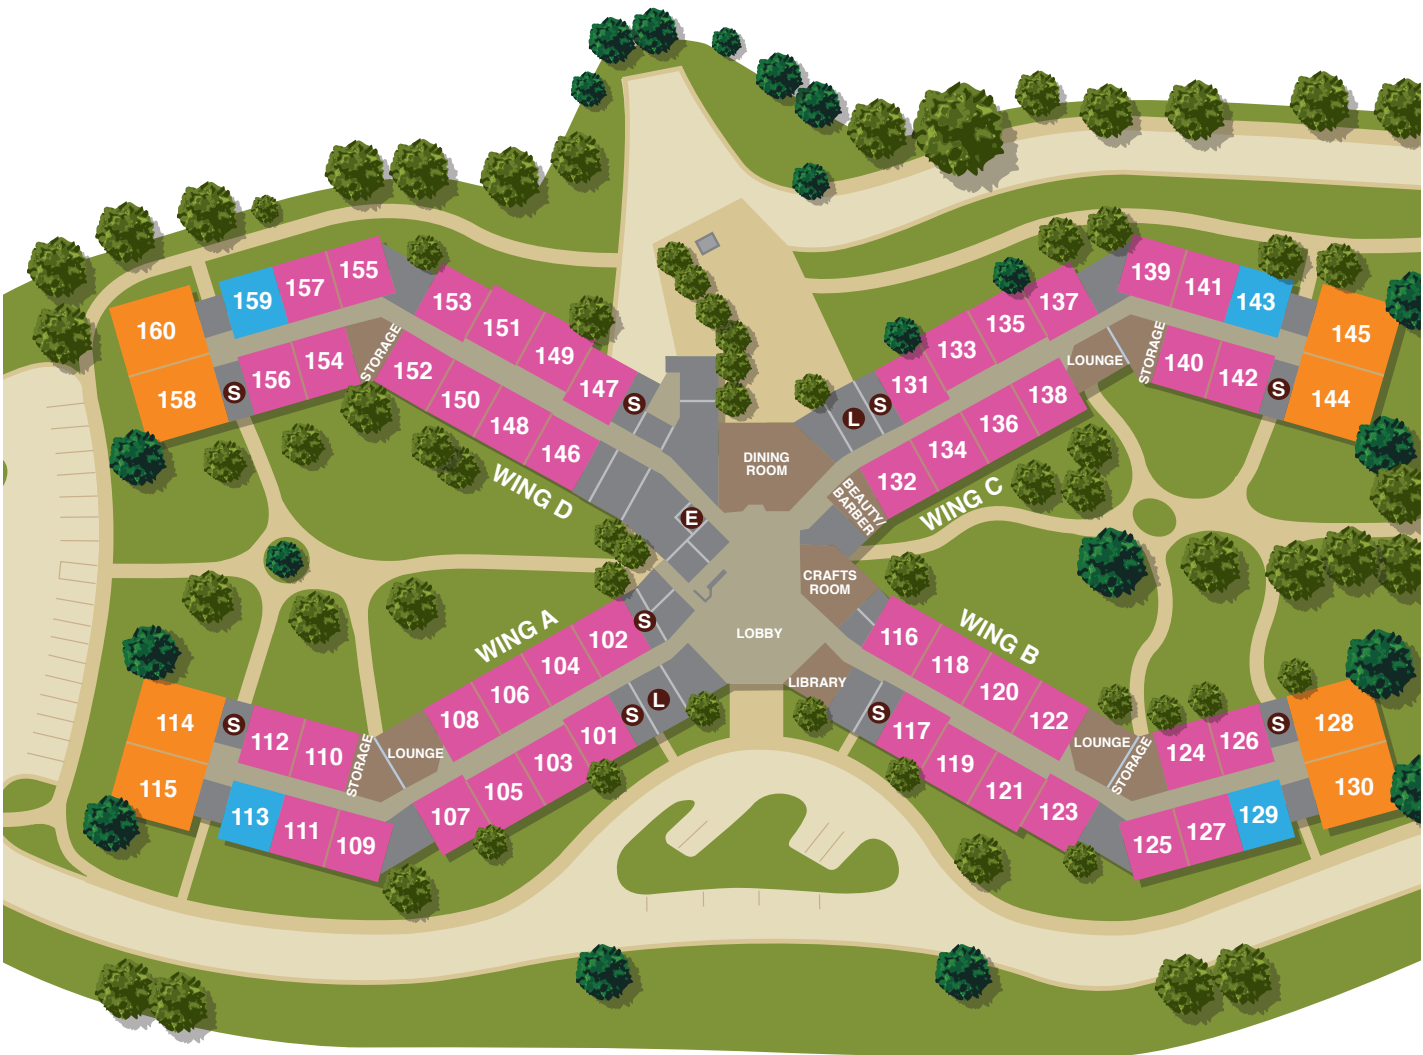 155
157
159
160
153
151
149
147
S
158
S
156
154
STORAGE
152
150
148
146
WING D
E
139
141
143
145
137
135
133
131
S
L
LOUNGE
STORAGE
140
142
S
144
138
136
134
132
DINING
ROOM
BEAUTY/
BARBER
WING C
CRAFTS
ROOM
LOBBY
LIBRARY
WING A
S
102
104
106
108
LOUNGE
STORAGE
110
112
S
114
115
113
111
109
107
105
103
101
S
L
WING B
116
118
120
122
LOUNGE
STORAGE
124
126
S
128
130
129
127
125
123
121
119
117
S